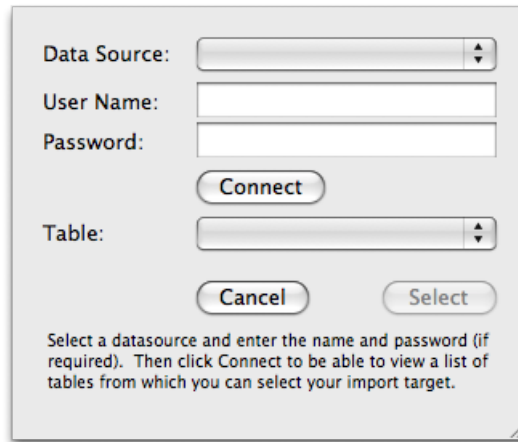 Data Source:
User Name:
Password:
Connect
Table:
Cancel Select
Select a datasource and enter the name and password (if
required).  Then click Connect to be able to view a list of
tables from which you can select your import target.